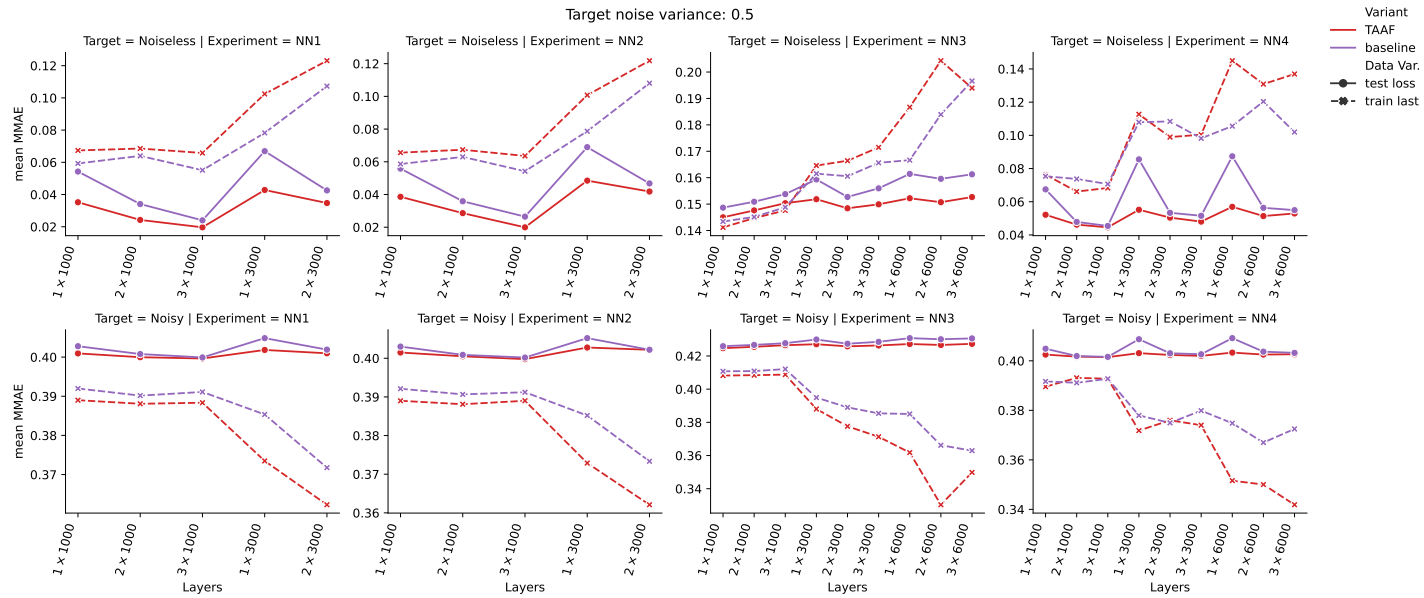 Target noise variance: 0.5
Variant
TAAF
baseline
Data Var.
test loss
train last
Target = Noiseless | Experiment = NN1
Target = Noiseless | Experiment = NN2
Target = Noiseless | Experiment = NN3
Target = Noiseless | Experiment = NN4
mean MMAE
0.12
0.10
0.08
0.06
0.04
0.02
1 x 1000
2 x 1000
3 x 1000
1 x 3000
2 x 3000
0.12
0.10
0.08
0.06
0.04
0.02
1 x 1000
2 x 1000
3 x 1000
1 x 3000
2 x 3000
0.20
0.19
0.18
0.17
0.16
0.15
0.14
1 x 1000
2 x 1000
3 x 1000
1 x 3000
2 x 3000
3 x 3000
1 x 6000
2 x 6000
3 x 6000
0.14
0.12
0.10
0.08
0.06
0.04
1 x 1000
2 x 1000
3 x 1000
1 x 3000
2 x 3000
3 x 3000
1 x 6000
2 x 6000
3 x 6000
Target = Noisy | Experiment = NN1
Target = Noisy | Experiment = NN2
Target = Noisy | Experiment = NN3
Target = Noisy | Experiment = NN4
mean MMAE
0.40
0.39
0.38
0.37
1 x 1000
2 x 1000
3 x 1000
1 x 3000
2 x 3000
Layers
0.40
0.39
0.38
0.37
0.36
1 x 1000
2 x 1000
3 x 1000
1 x 3000
2 x 3000
Layers
0.42
0.40
0.38
0.36
0.34
1 x 1000
2 x 1000
3 x 1000
1 x 3000
2 x 3000
3 x 3000
1 x 6000
2 x 6000
3 x 6000
Layers
0.40
0.38
0.36
0.34
1 x 1000
2 x 1000
3 x 1000
1 x 3000
2 x 3000
3 x 3000
1 x 6000
2 x 6000
3 x 6000
Layers